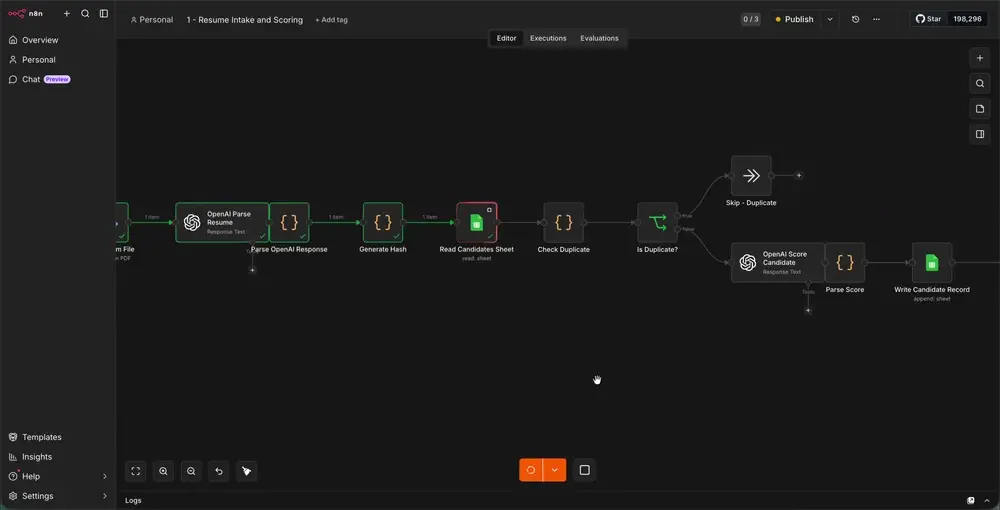 n8n
Personal
1 - Resume Intake and Scoring
+ Add tag
0 / 3
Publish
Star
198,296
Overview
Personal
Chat
Preview
Editor
Executions
Evaluations
1 item
OpenAI Parse
Resume
Response Text
1 item
1 item
m File
n PDF
Parse OpenAI Response
Generate Hash
Read Candidates Sheet
read: sheet
Check Duplicate
Is Duplicate?
true
false
Skip - Duplicate
OpenAI Score
Candidate
Response Text
Tools
Parse Score
Write Candidate Record
append: sheet
Templates
Insights
Help
Settings
Logs